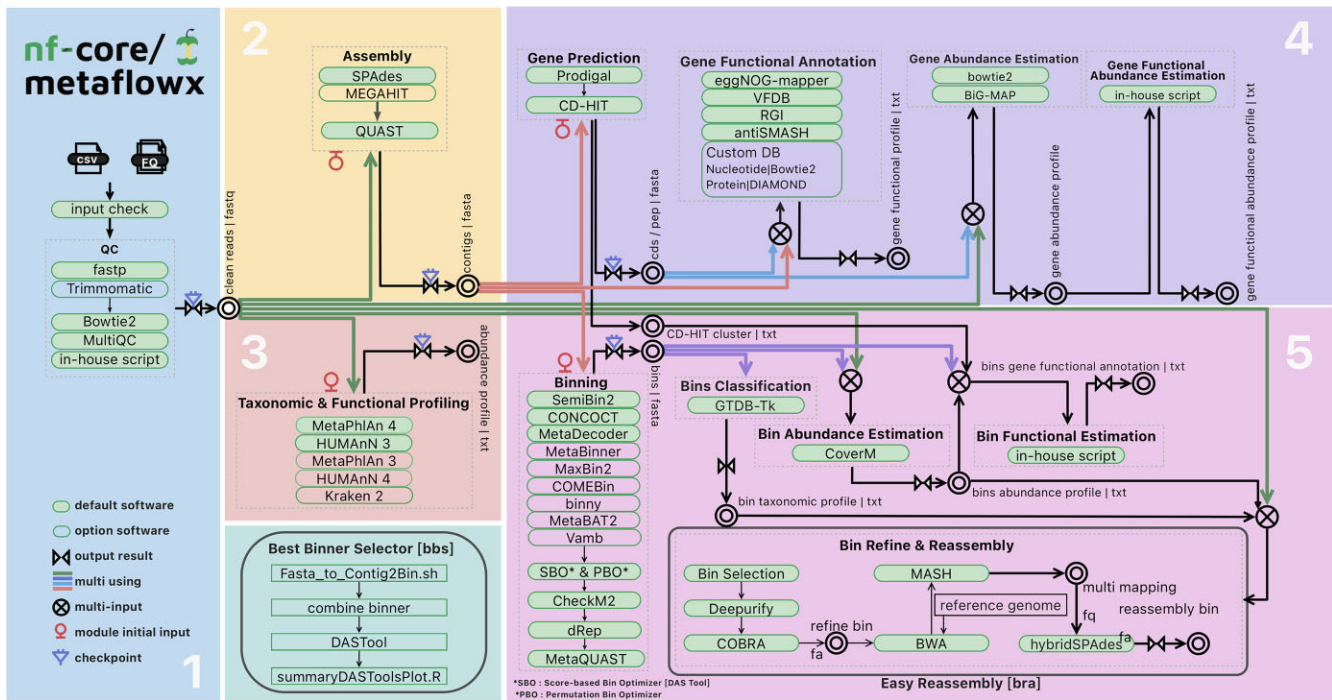 nf-core/
metaflowx
CSV
FQ
input check
QC
fastp
Trimmomatic
Bowtie2
MultiQC
in-house script
clean reads | fastq
default software
option software
output result
multi using
multi-input
module initial input
checkpoint
1
2
Assembly
SPAdes
MEGAHIT
QUAST
contigs | fasta
3
abundance profile | txt
Taxonomic & Functional Profiling
MetaPhlAn 4
HUMAnN 3
MetaPhlAn 3
HUMAnN 4
Kraken 2
Best Binner Selector [bbs]
Fasta_to_Contig2Bin.sh
combine binner
DASTool
summaryDASToolsPlot.R
4
Gene Prediction
Prodigal
CD-HIT
cds / pep | fasta
Gene Functional Annotation
eggNOG-mapper
VFDB
RGI
antiSMASH
Custom DB
Nucleotide|Bowtie2
Protein|DIAMOND
gene functional profile | txt
Gene Abundance Estimation
bowtie2
BiG-MAP
gene abundance profile | txt
Gene Functional
Abundance Estimation
in-house script
gene functional abundance profile | txt
5
CD-HIT cluster | txt
bins | fasta
Binning
SemiBin2
CONCOCT
MetaDecoder
MetaBinner
MaxBin2
COMEBin
binny
MetaBAT2
Vamb
SBO* & PBO*
CheckM2
dRep
MetaQUAST
*SBO : Score-based Bin Optimizer [DAS Tool]
*PBO : Permutation Bin Optimizer
Bins Classification
GTDB-Tk
bin taxonomic profile | txt
Bin Abundance Estimation
CoverM
bins abundance profile | txt
bins gene functional annotation | txt
Bin Functional Estimation
in-house script
Bin Refine & Reassembly
Bin Selection
Deepurify
COBRA
refine bin
fa
MASH
reference genome
BWA
multi mapping
fq
reassembly bin
hybridSPAdes
fa
Easy Reassembly [bra]